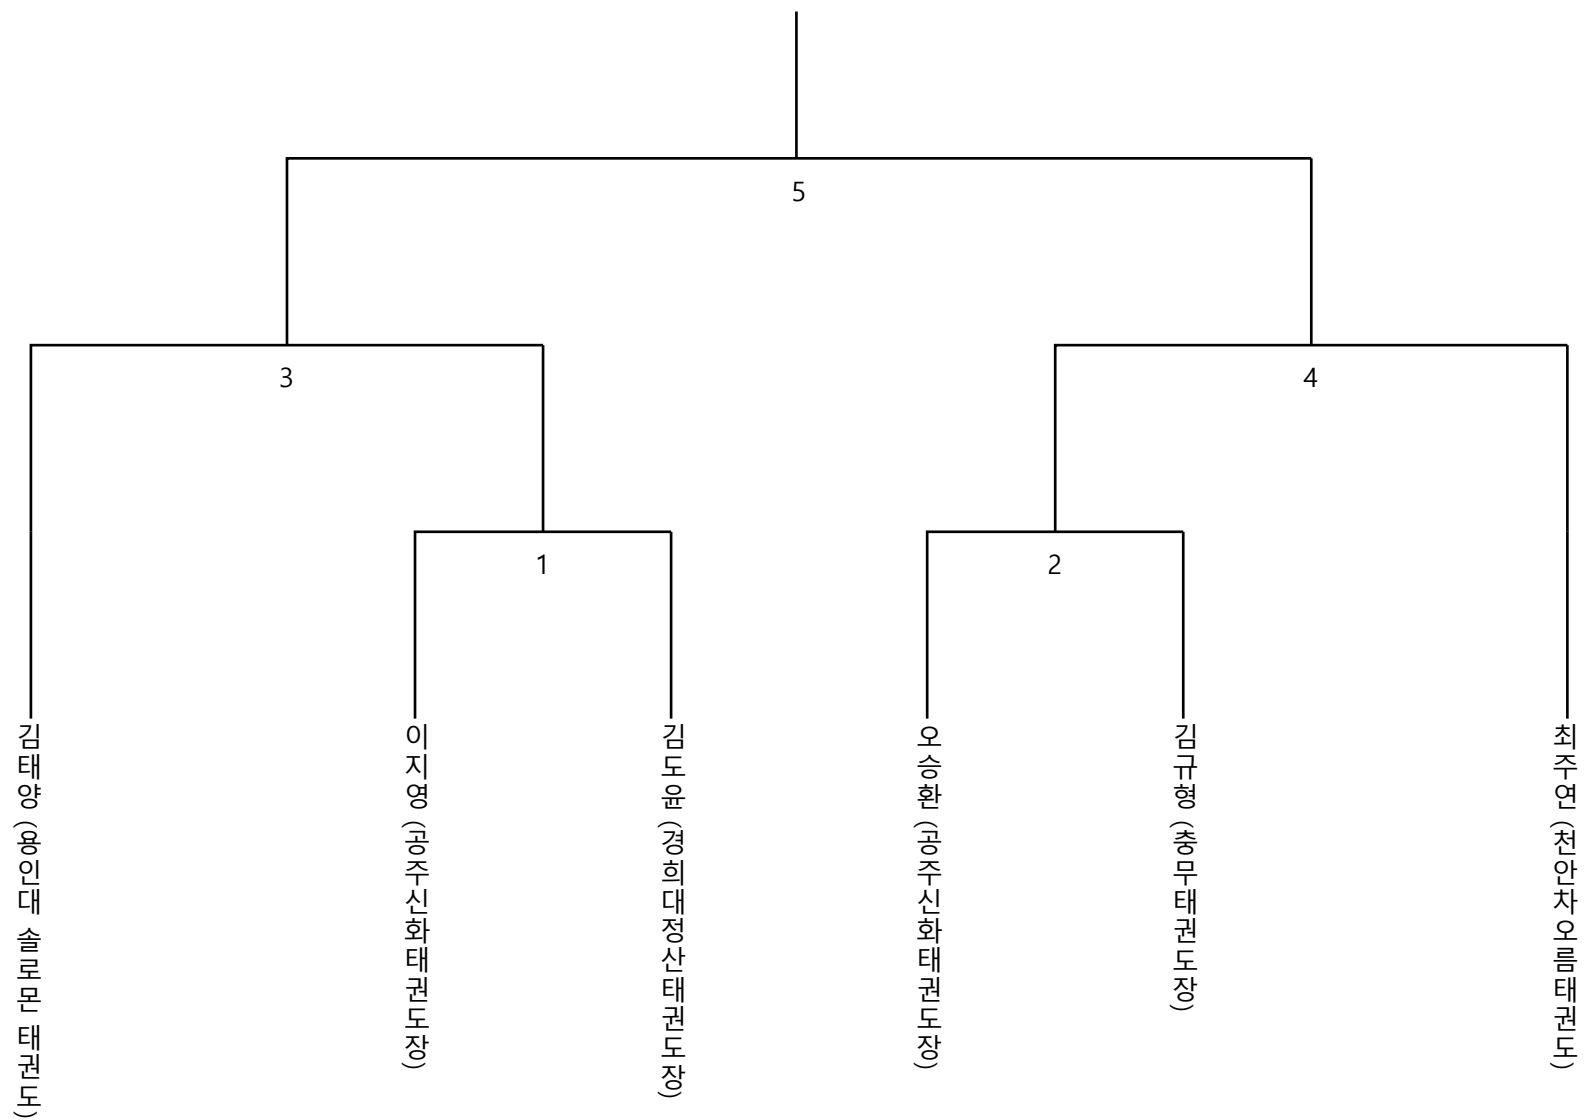 5
3
4
1
2
김태양 (용인대 솔로몬 태권도)
이지영 (공주신화태권도장)
김도윤 (경희대정산태권도장)
오승환 (공주신화태권도장)
김규형 (충무태권도장)
최주연 (천안차오름태권도)